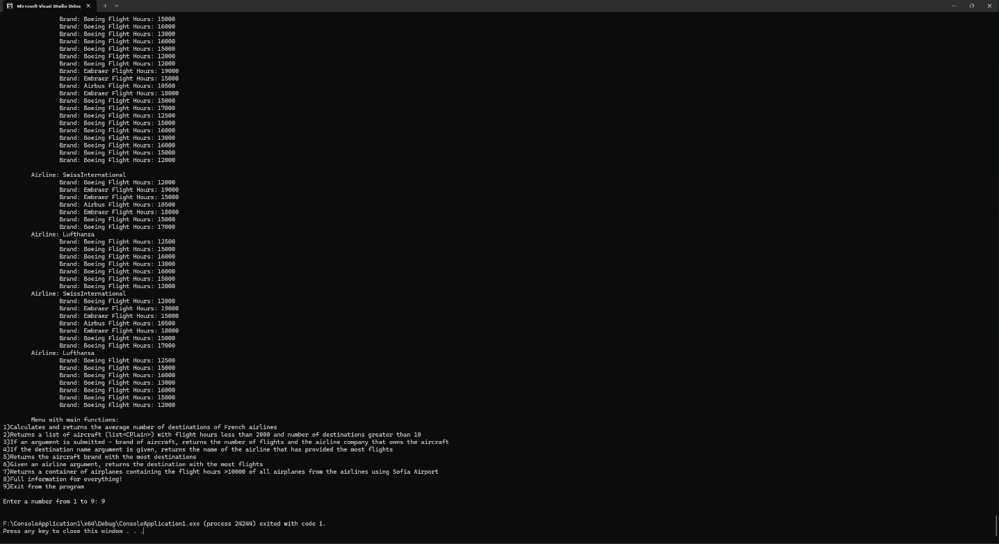 Microsoft Visual Studio Debu
Brand: Boeing Flight Hours: 15000
Brand: Boeing Flight Hours: 16000
Brand: Boeing Flight Hours: 13000
Brand: Boeing Flight Hours: 16000
Brand: Boeing Flight Hours: 15000
Brand: Boeing Flight Hours: 12000
Brand: Boeing Flight Hours: 12000
Brand: Embraer Flight Hours: 19000
Brand: Embraer Flight Hours: 15000
Brand: Airbus Flight Hours: 10500
Brand: Embraer Flight Hours: 18000
Brand: Boeing Flight Hours: 15000
Brand: Boeing Flight Hours: 17000
Brand: Boeing Flight Hours: 12500
Brand: Boeing Flight Hours: 15000
Brand: Boeing Flight Hours: 16000
Brand: Boeing Flight Hours: 13000
Brand: Boeing Flight Hours: 16000
Brand: Boeing Flight Hours: 15000
Brand: Boeing Flight Hours: 12000
Airline: SwissInternational
Brand: Boeing Flight Hours: 12000
Brand: Embraer Flight Hours: 19000
Brand: Embraer Flight Hours: 15000
Brand: Airbus Flight Hours: 10500
Brand: Embraer Flight Hours: 18000
Brand: Boeing Flight Hours: 15000
Brand: Boeing Flight Hours: 17000
Airline: Lufthansa
Brand: Boeing Flight Hours: 12500
Brand: Boeing Flight Hours: 15000
Brand: Boeing Flight Hours: 16000
Brand: Boeing Flight Hours: 13000
Brand: Boeing Flight Hours: 16000
Brand: Boeing Flight Hours: 15000
Brand: Boeing Flight Hours: 12000
Airline: SwissInternational
Brand: Boeing Flight Hours: 12000
Brand: Embraer Flight Hours: 19000
Brand: Embraer Flight Hours: 15000
Brand: Airbus Flight Hours: 10500
Brand: Embraer Flight Hours: 18000
Brand: Boeing Flight Hours: 15000
Brand: Boeing Flight Hours: 17000
Airline: Lufthansa
Brand: Boeing Flight Hours: 12500
Brand: Boeing Flight Hours: 15000
Brand: Boeing Flight Hours: 16000
Brand: Boeing Flight Hours: 13000
Brand: Boeing Flight Hours: 16000
Brand: Boeing Flight Hours: 15000
Brand: Boeing Flight Hours: 12000
Menu with main functions:
1)Calculates and returns the average number of destinations of French airlines
2)Returns a list of aircraft (list<CPlain>) with flight hours less than 2000 and number of destinations greater than 10
3)If an argument is submitted - brand of aircraft, returns the number of flights and the airline company that owns the aircraft
4)If the destination name argument is given, returns the name of the airline that has provided the most flights
5)Returns the aircraft brand with the most destinations
6)Given an airline argument, returns the destination with the most flights
7)Returns a container of airplanes containing the flight hours >10000 of all airplanes from the airlines using Sofia Airport
8)Full information for everything!
9)Exit from the program
Enter a number from 1 to 9: 9
F:\ConsoleApplication1\x64\Debug\ConsoleApplication1.exe (process 24244) exited with code 1.
Press any key to close this window . . .